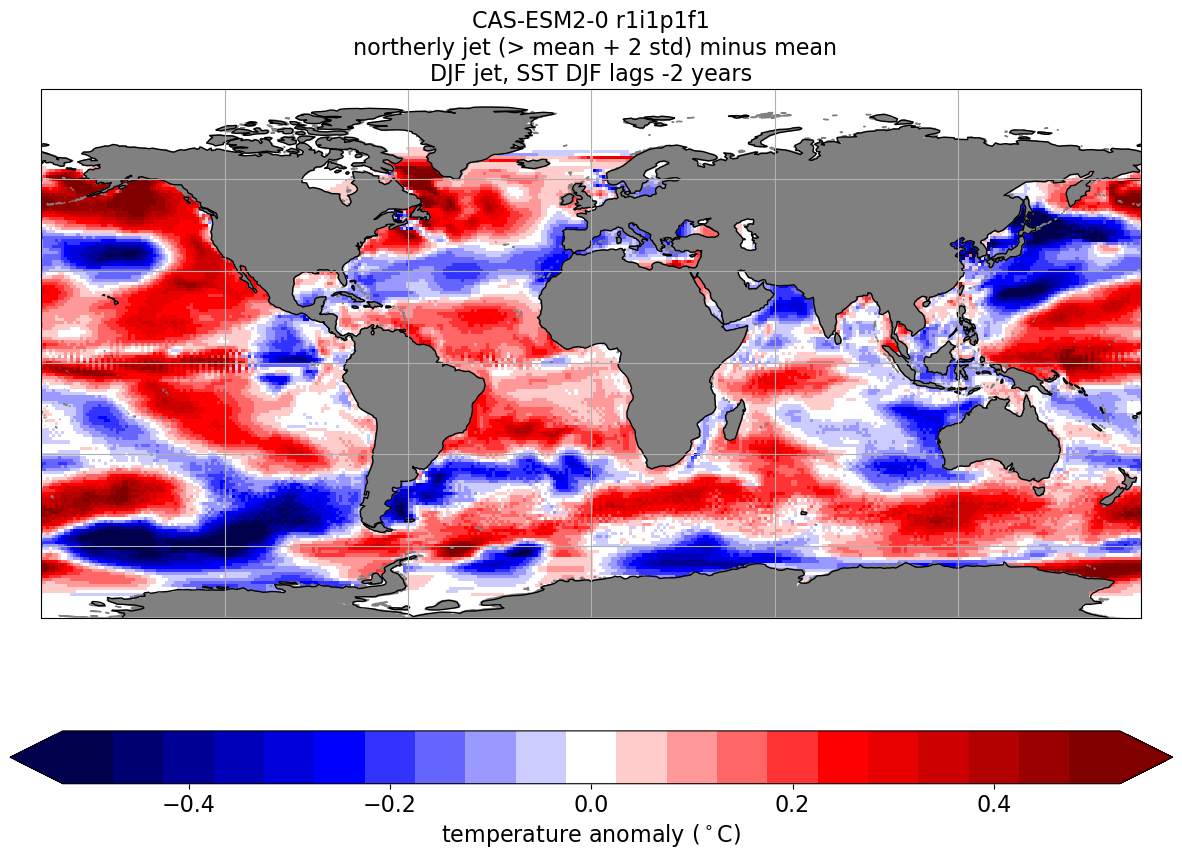 CAS-ESM2-0 r1i1p1f1
northerly jet (> mean + 2 std) minus mean
DJF jet, SST DJF lags -2 years
−0.4 −0.2 0.0 0.2 0.4
temperature anomaly (°C)